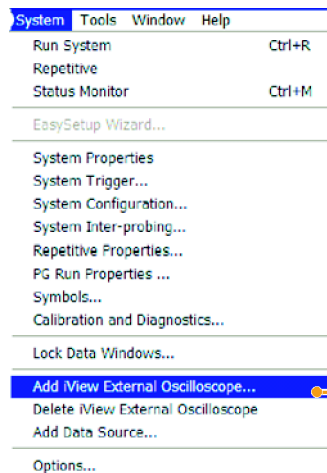 System Tools Window Help
Run System Ctrl+R
Repetitive
Status Monitor Ctrl+M
EasySetup Wizard...
System Properties
System Trigger...
System Configuration...
System Inter-probing...
Repetitive Properties...
PG Run Properties ...
Symbols...
Calibration and Diagnostics...
Lock Data Windows...
Add iView External Oscilloscope...
Delete iView External Oscilloscope
Add Data Source...
Options...